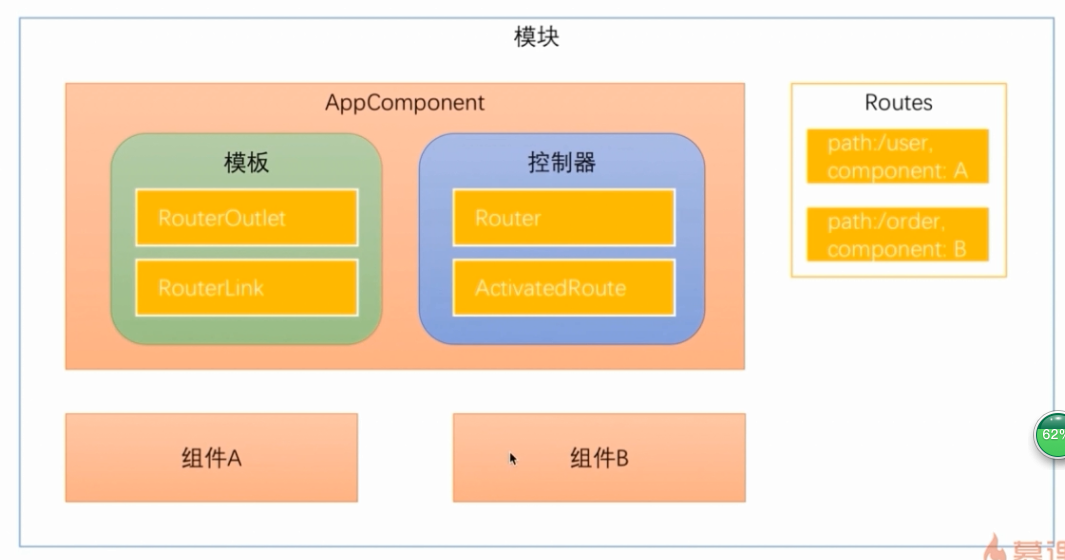 模块
AppComponent
模板
RouterOutlet
RouterLink
控制器
Router
ActivatedRoute
Routes
path:/user,
component: A
path:/order,
component: B
组件A
组件B
62%